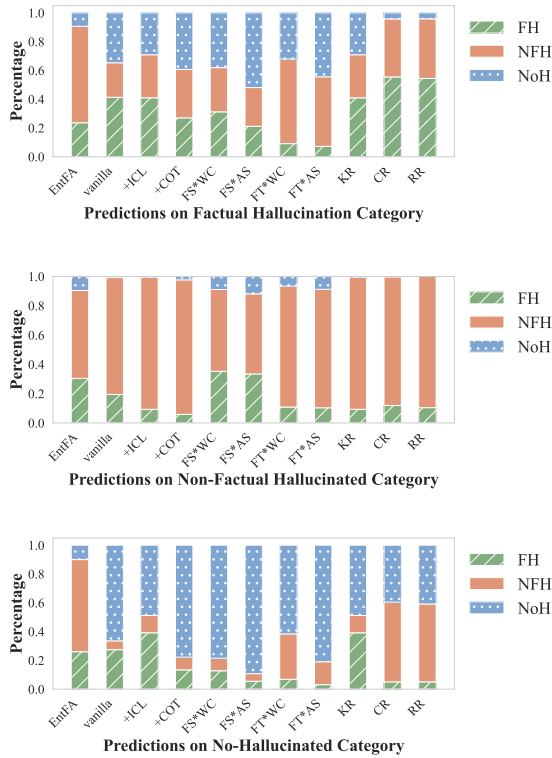 Percentage
1.0
0.8
0.6
0.4
0.2
0.0
EntFA
vanilla
+ICL
+COT
FS*WC
FS*AS
FT*WC
FT*AS
KR
CR
RR
Predictions on Factual Hallucination Category
FH
NFH
NoH
Percentage
1.0
0.8
0.6
0.4
0.2
0.0
EntFA
vanilla
+ICL
+COT
FS*WC
FS*AS
FT*WC
FT*AS
KR
CR
RR
Predictions on Non-Factual Hallucinated Category
FH
NFH
NoH
Percentage
1.0
0.8
0.6
0.4
0.2
0.0
EntFA
vanilla
+ICL
+COT
FS*WC
FS*AS
FT*WC
FT*AS
KR
CR
RR
Predictions on No-Hallucinated Category
FH
NFH
NoH